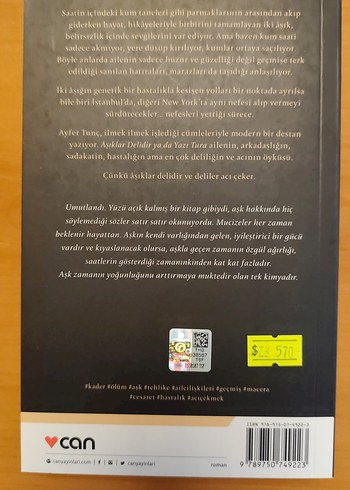 Saatin içindeki kum taneleri gibi parmaklarının arasından akıp
giderken hayat, hikâyeleriyle birbirini tamamlayan iki âşık,
belirsizlik içinde sevgilerini var ediyor. Ama bazen kum saati
sadece akmıyor, yere düşüp kırılıyor, kumlar ortaya saçılıyor.
Böyle anlarda ailenin sadece huzur ve güzelliği değil geçmişe terk
edildiği sanılan hatıraları, marazları da taşıdığı anlaşılıyor.
İki âşığın generik bir hastalıkla kesişen yolları bir noktada ayrılsa
bile biri İstanbul'da, diğeri New York'ta aynı nefesi alıp vermeyi
sürdürecekler... nefesleri yettiği sürece.
Ayfer Tunç, ilmek ilmek işlediği cümleleriyle modern bir destan
yazıyor. Âşıklar Delidir ya da Yazı Tura ailenin, arkadaşlığın,
sadakatin, hastalığın ama en çok deliliğin ve acının öyküsü.
Çünkü âşıklar delidir ve deliler acı çeker.
Umutlandı. Yüzü açık kalmış bir kitap gibiydi, aşk hakkında hiç
söylemediği sözler satır satır okunuyordu. Mucizeler her zaman
beklenir hayattan. Aşkın kendi varlığından gelen, iyileştirici bir gücü
vardır ve kıyaslanacak olursa, aşkla geçen zamanın özgül ağırlığı,
saatlerin gösterdiği zamanınkinden kat kat fazladır.
Aşk zamanın yoğunluğunu arttırmaya muktedir olan tek kimyadır.
#kader #ölüm #aşk #tehlike #aileilişkileri #geçmiş #macera
#cesaret #hastalık #acıçekmek
can
canyayinlari.com
canyayinlari
roman
9 789750 749223